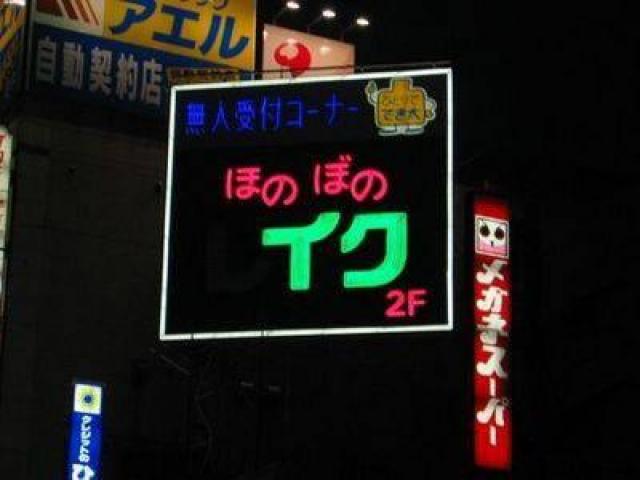 アエル
自動契約店
無人受付コーナー
ひとりで
できた
ほのぼの
イク
2F
メガネスーパー